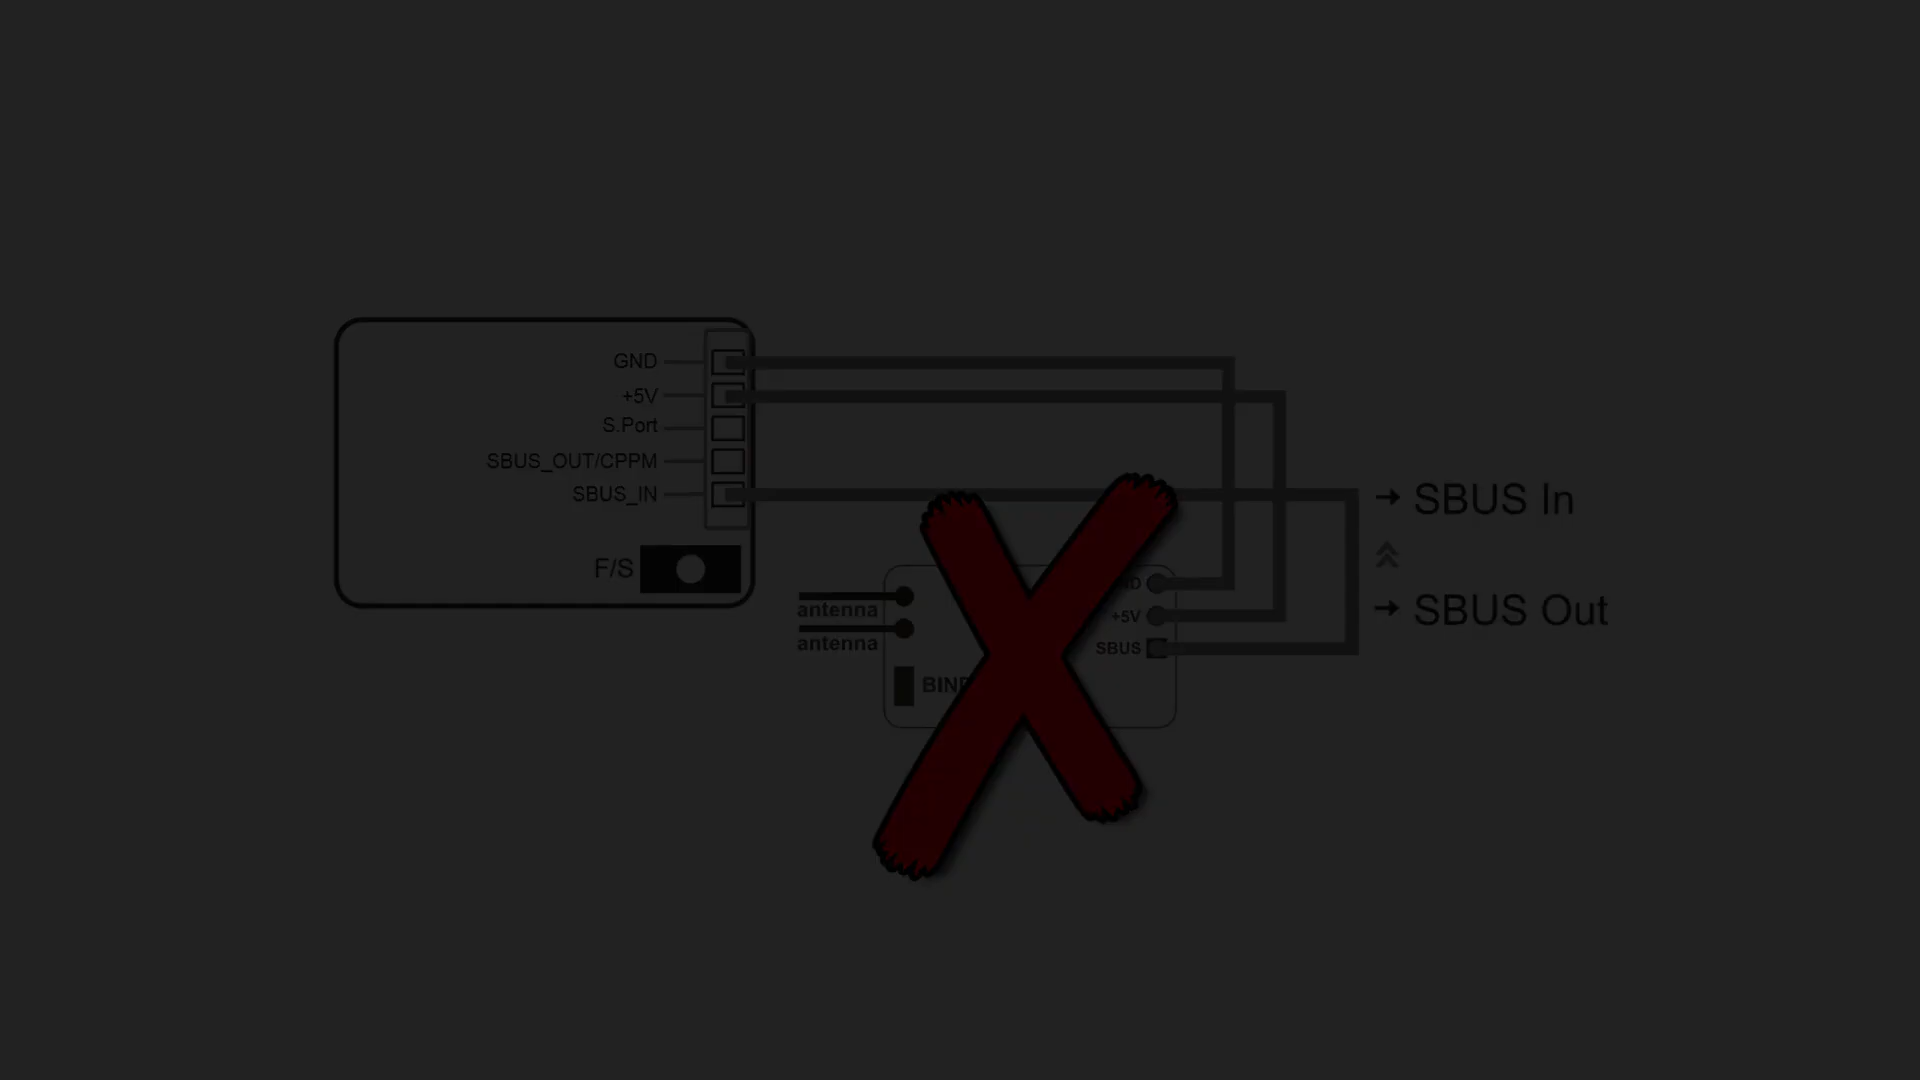 GND
+5V
S.Port
SBUS_OUT/CPPM
SBUS_IN
F/S
antenna
antenna
+5V
SBUS
SBUS In
SBUS Out